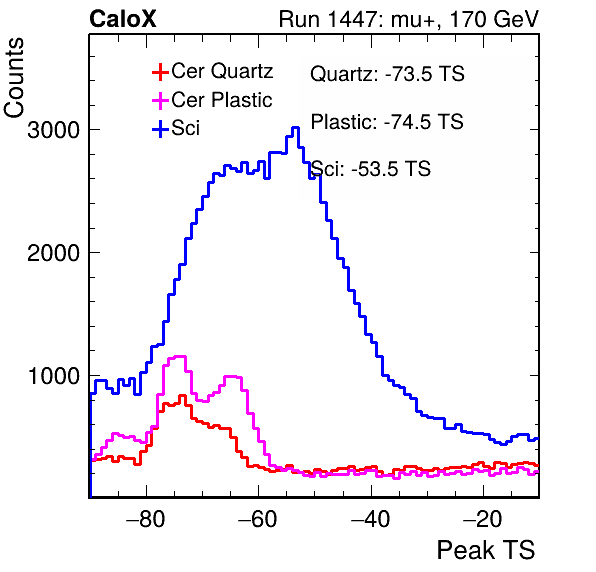 CaloX Run 1447: mu+, 170 GeV
Counts
Cer Quartz
Cer Plastic
Sci
Quartz: -73.5 TS
Plastic: -74.5 TS
Sci: -53.5 TS
3000
2000
1000
−80 −60 −40 −20
Peak TS